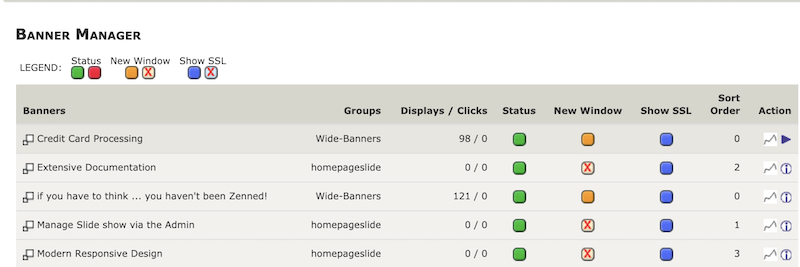 Banner Manager
LEGEND: Status New Window Show SSL
X X
Banners Groups Displays / Clicks Status New Window Show SSL Sort Order Action
Credit Card Processing Wide-Banners 98 / 0 0
Extensive Documentation homepageslide 0 / 0 X 2
if you have to think ... you haven't been Zenned! Wide-Banners 121 / 0 0
Manage Slide show via the Admin homepageslide 0 / 0 X 1
Modern Responsive Design homepageslide 0 / 0 X 3